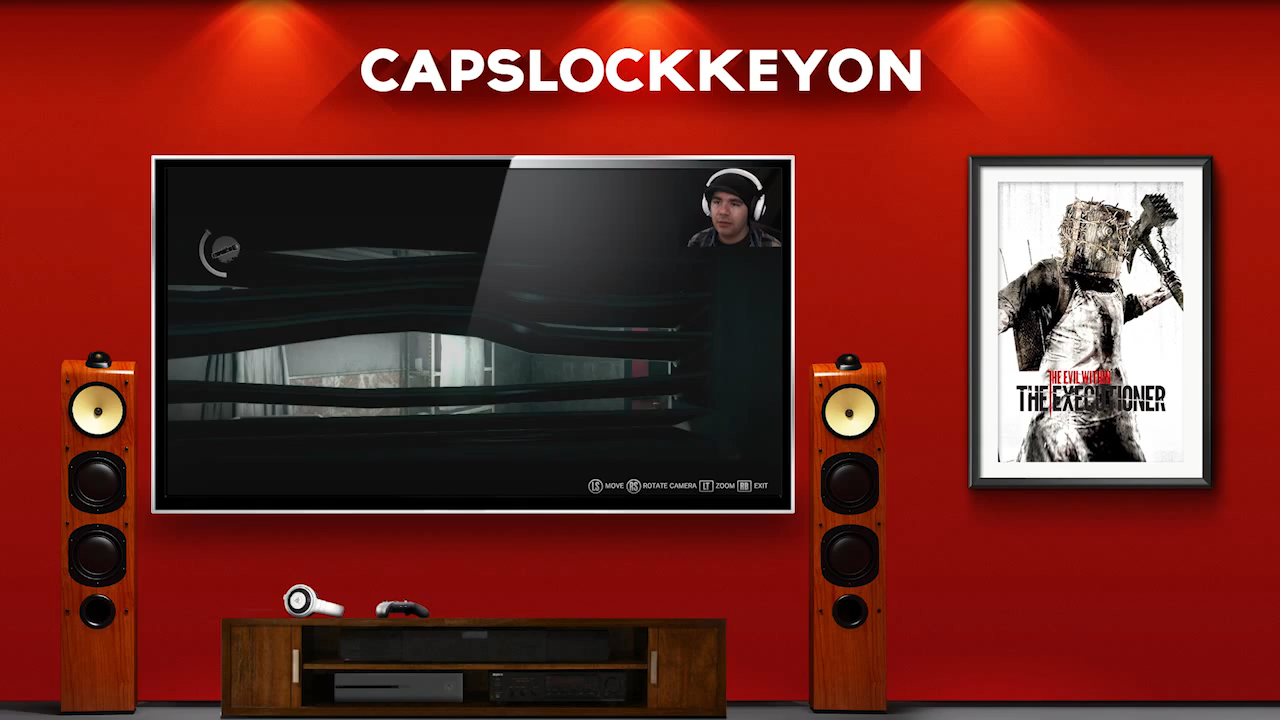 CAPSLOCKKEYON
LS MOVE RS ROTATE CAMERA LT ZOOM RB EXIT
THE EVIL WITHIN
THE EXECUTIONER